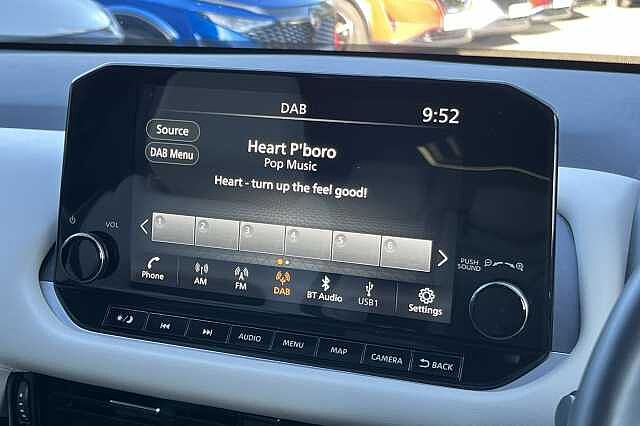 DAB
9:52
Source
Heart P'boro
DAB Menu
Pop Music
Heart - turn up the feel good!
VOL
PUSH SOUND
1 2 3 4 5 6
Phone
AM
FM
DAB
BT Audio
USB1
Settings
AUDIO
MENU
MAP
CAMERA
BACK